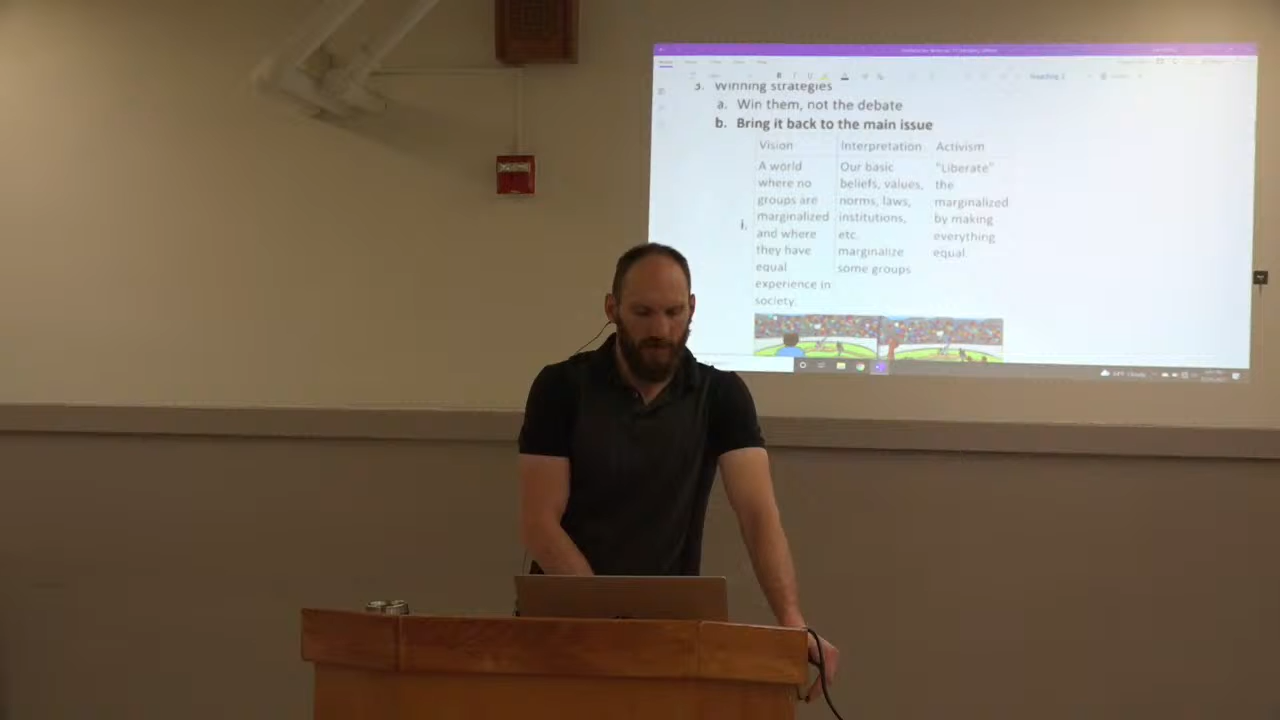 3. Winning strategies
a. Win them, not the debate
b. Bring it back to the main issue
Vision Interpretation Activism
i.
A world
where no
groups are
marginalized
and where
they have
equal
experience in
society.
Our basic
beliefs, values,
norms, laws,
institutions,
etc.
marginalize
some groups
"Liberate"
the
marginalized
by making
everything
equal